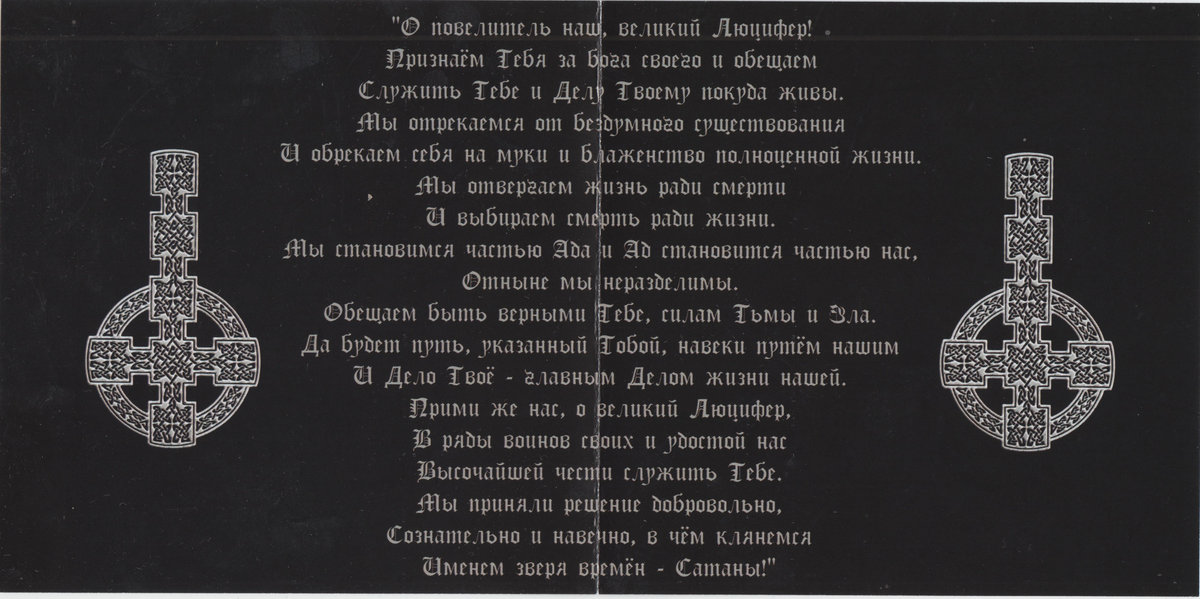 "О повелитель наш, великий Люцифер!
Признаём Тебя за бога своего и обещаем
Служить Тебе и Делу Твоему покуда живы.
Мы отрекаемся от бездумного существования
И обрекаем себя на муки и блаженство полноценной жизни.
Мы отвергаем жизнь ради смерти
И выбираем смерть ради жизни.
Мы становимся частью Ада и Ад становится частью нас,
Отныне мы неразделимы.
Обещаем быть верными Тебе, силам Тьмы и Зла.
Да будет путь, указанный Тобой, навеки путём нашим
И Дело Твоё - главным Делом жизни нашей.
Прими же нас, о великий Люцифер,
В ряды воинов своих и удостой нас
Высочайшей чести служить Тебе.
Мы приняли решение добровольно,
Сознательно и навечно, в чём клянемся
Именем зверя времён - Сатаны!"